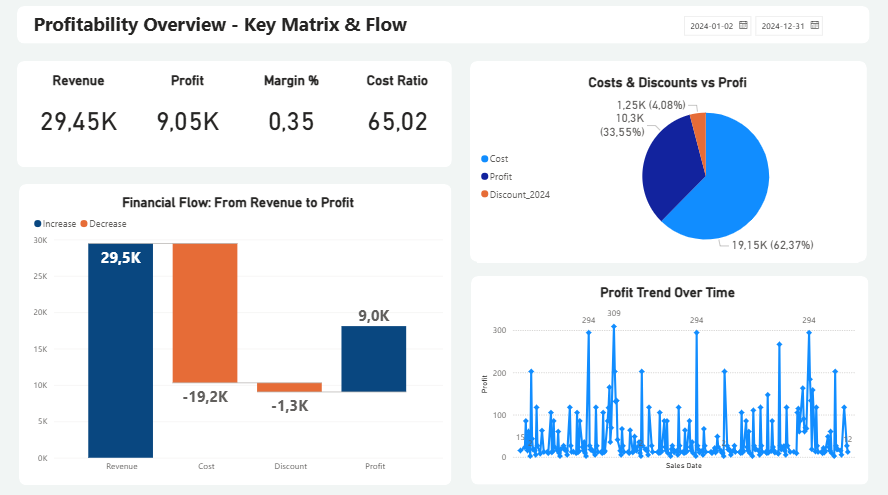 Profitability Overview - Key Matrix & Flow
2024-01-02 2024-12-31
Revenue Profit Margin % Cost Ratio
29,45K 9,05K 0,35 65,02
Costs & Discounts vs Profi
1,25K (4,08%)
10,3K
(33,55%)
Cost
Profit
Discount_2024
19,15K (62,37%)
Financial Flow: From Revenue to Profit
Increase Decrease
30K
25K
20K
15K
10K
5K
0K
29,5K
-19,2K
-1,3K
9,0K
Revenue Cost Discount Profit
Profit Trend Over Time
Profit
300
200
100
0
294 309 294 294
Sales Date